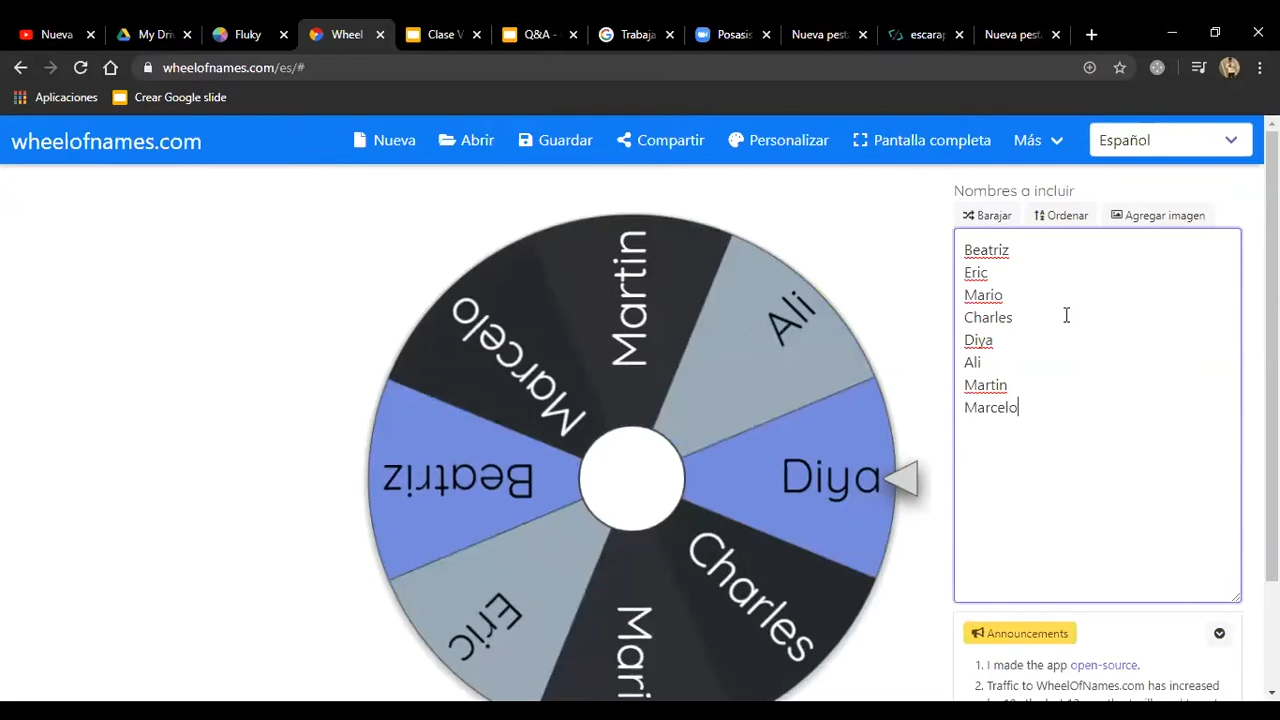 Nueva
My Driv
Fluky
Wheel
Clase V
Q&A -
Trabaja
Posasis
Nueva pest
escarap
Nueva pest
wheelofnames.com/es/#
Aplicaciones
Crear Google slide
wheelofnames.com
Nueva
Abrir
Guardar
Compartir
Personalizar
Pantalla completa
Más
Español
Nombres a incluir
Barajar
Ordenar
Agregar imagen
Beatriz
Eric
Mario
Charles
Diya
Ali
Martin
Marcelo
Martin
Ali
Marcelo
Beatriz
Diya
Charles
Eric
Mari
Announcements
1. I made the app open-source.
2. Traffic to WheelOfNames.com has increased